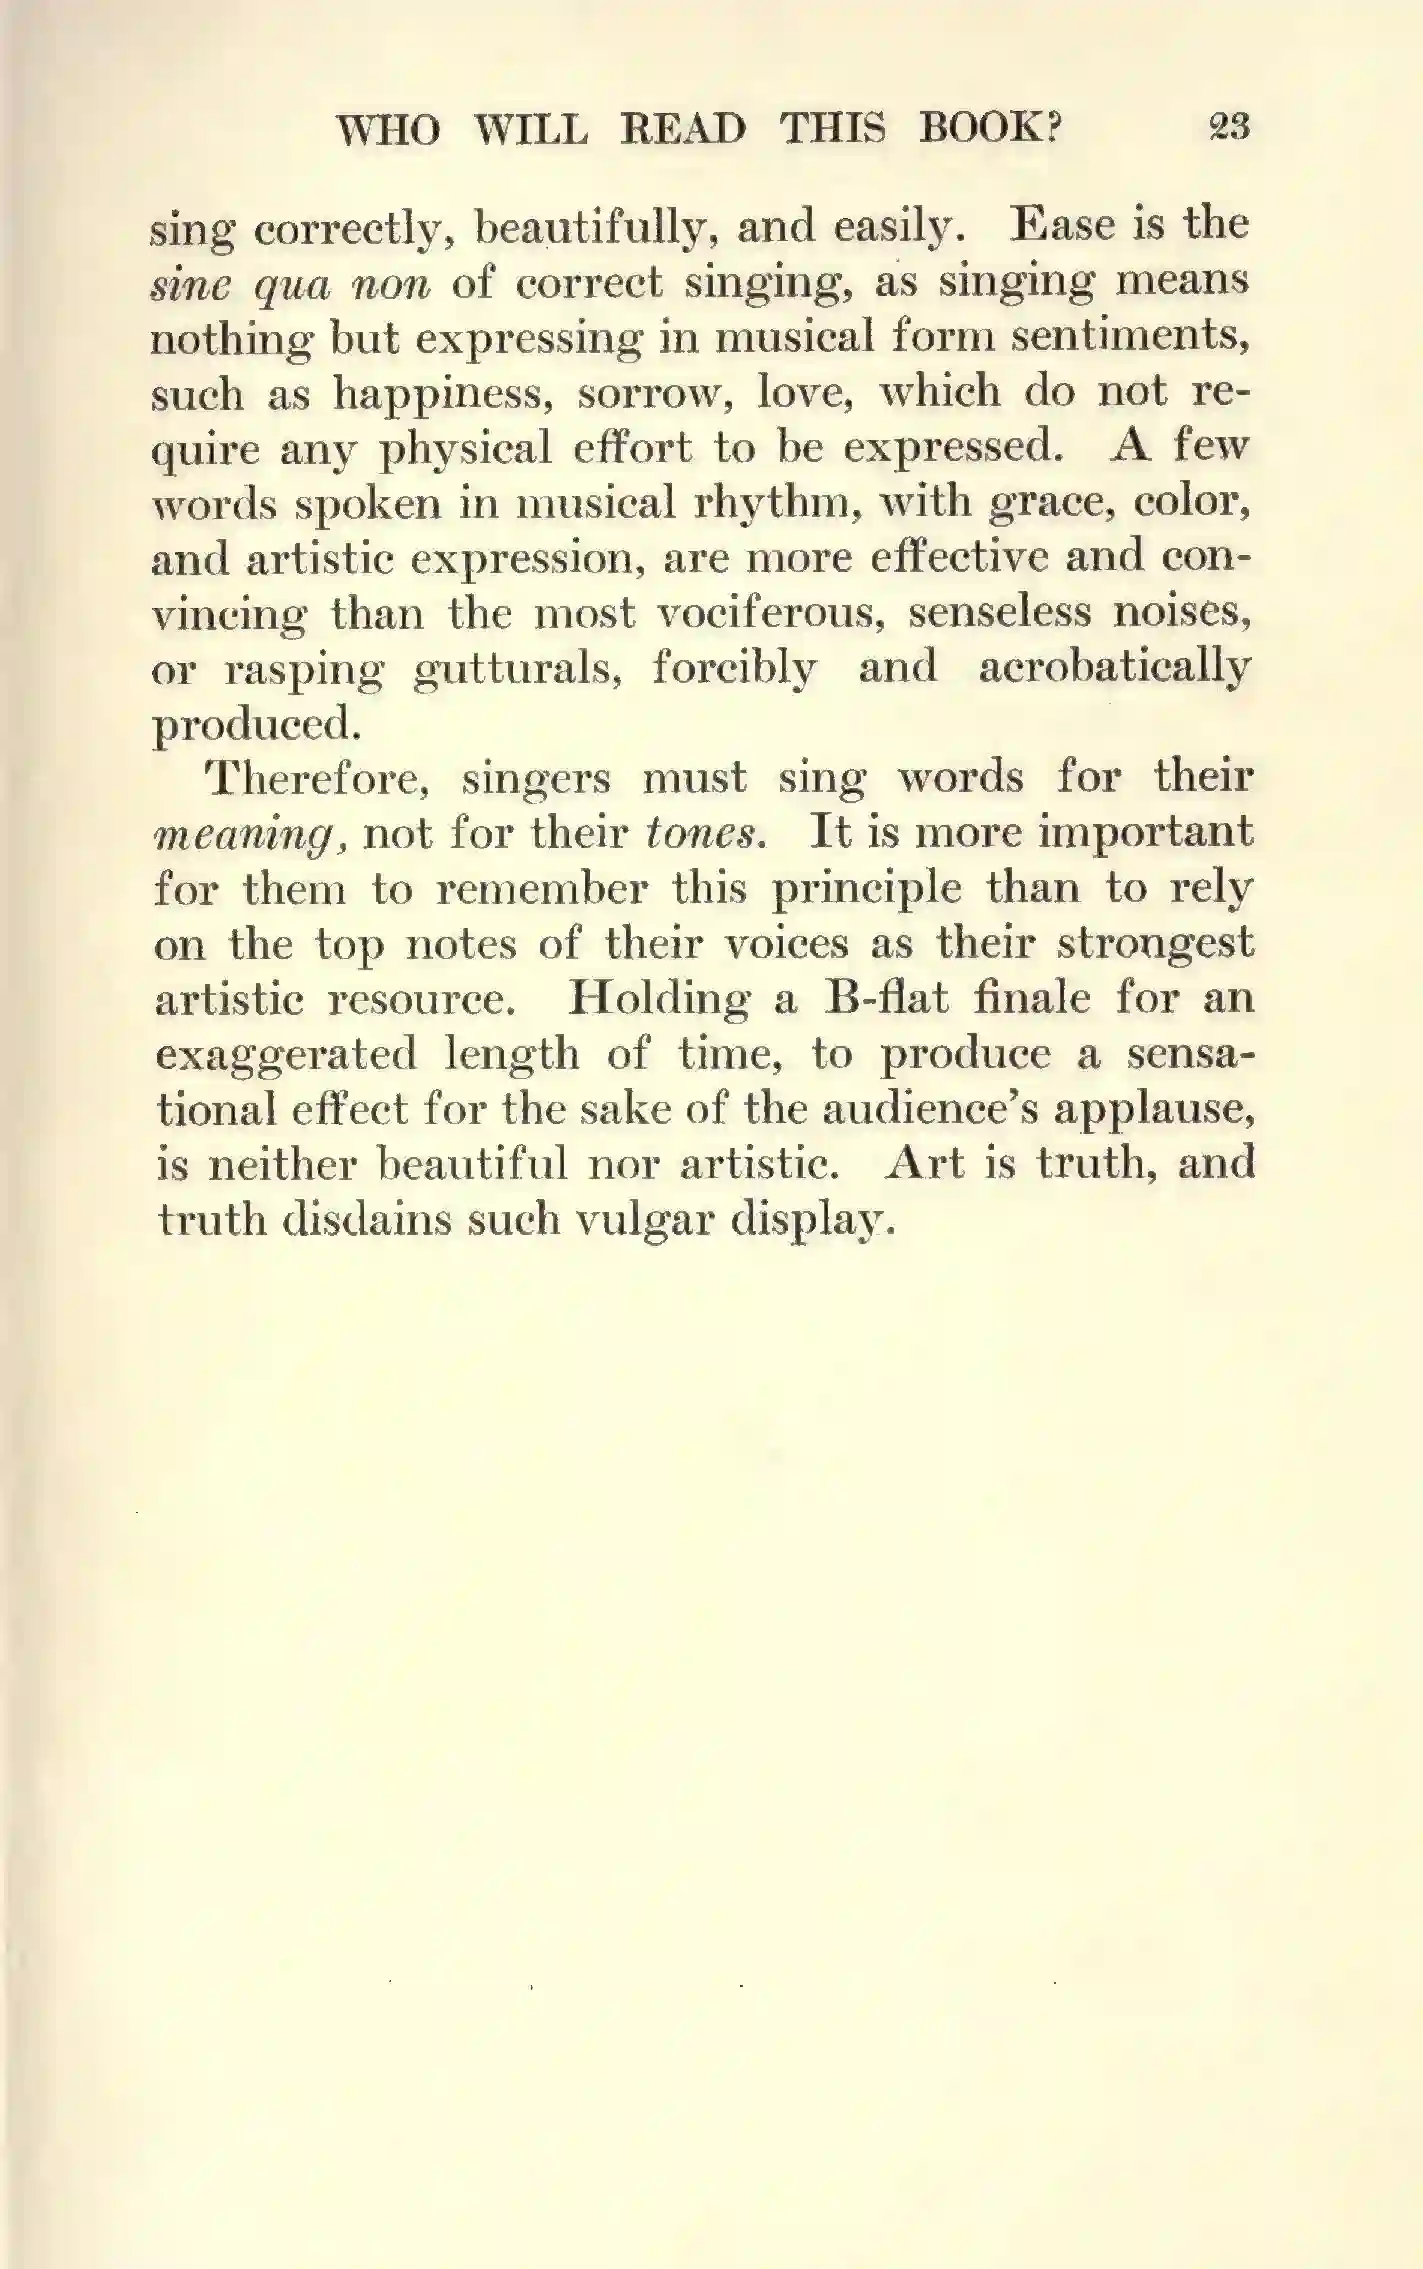 WHO WILL READ THIS BOOK? 23
sing correctly, beautifully, and easily. Ease is the
sine qua non of correct singing, as singing means
nothing but expressing in musical form sentiments,
such as happiness, sorrow, love, which do not re-
quire any physical effort to be expressed. A few
words spoken in musical rhythm, with grace, color,
and artistic expression, are more effective and con-
vincing than the most vociferous, senseless noises,
or rasping gutturals, forcibly and acrobatically
produced.
Therefore, singers must sing words for their
meaning, not for their tones. It is more important
for them to remember this principle than to rely
on the top notes of their voices as their strongest
artistic resource. Holding a B-flat finale for an
exaggerated length of time, to produce a sensa-
tional effect for the sake of the audience's applause,
is neither beautiful nor artistic. Art is truth, and
truth disdains such vulgar display.